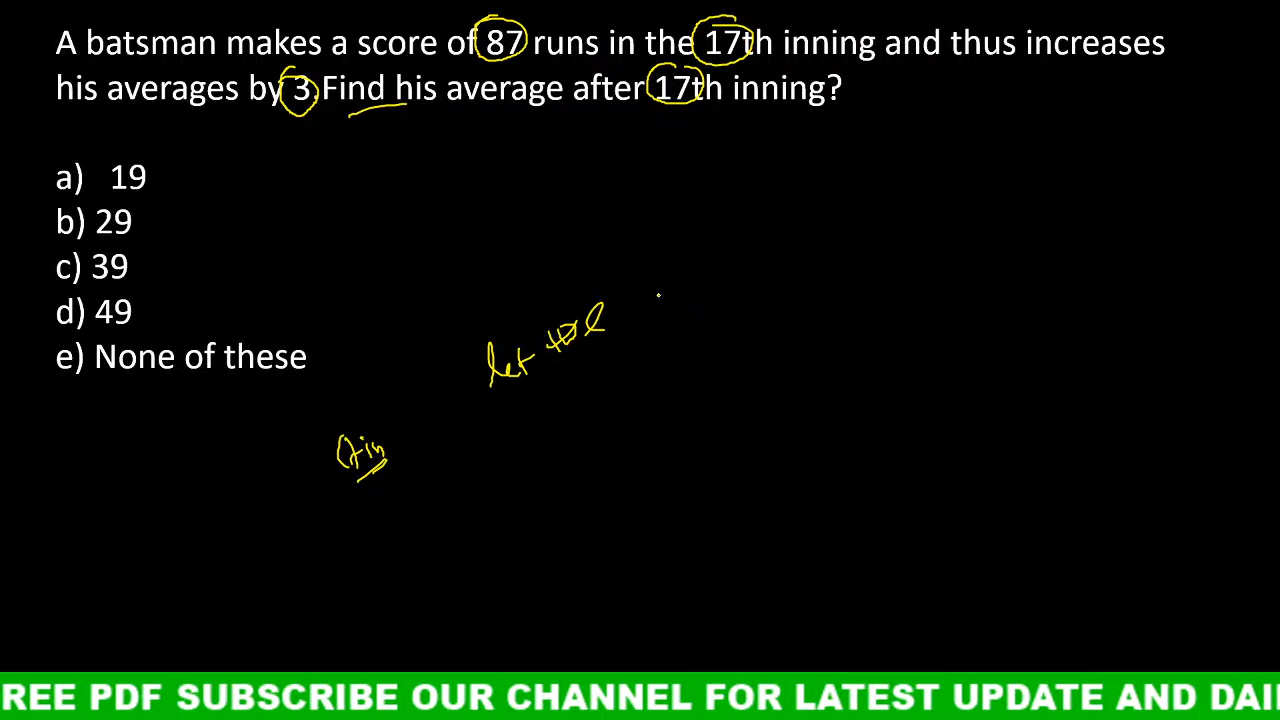 A batsman makes a score of 87 runs in the 17th inning and thus increases
his averages by 3.Find his average after 17th inning?
a) 19
b) 29
c) 39
d) 49
e) None of these
let
REE PDF SUBSCRIBE OUR CHANNEL FOR LATEST UPDATE AND DAI